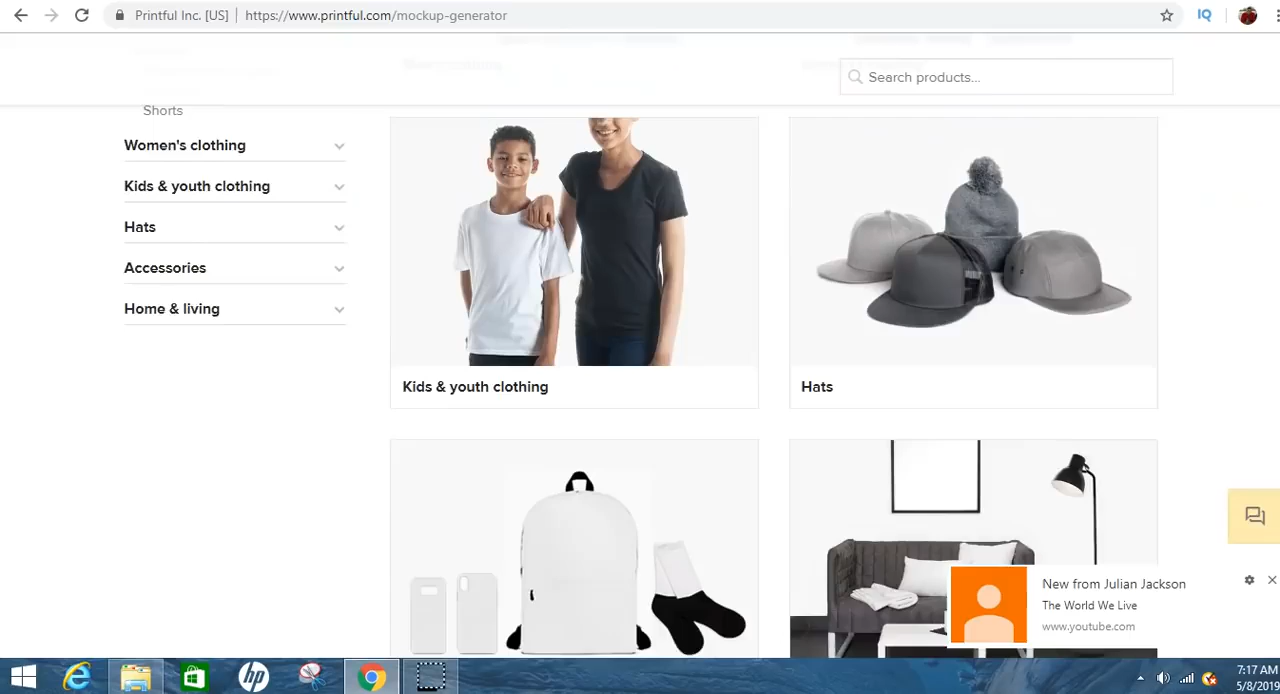 Printful Inc. [US] | https://www.printful.com/mockup-generator
IQ
Search products...
Shorts
Women's clothing
Kids & youth clothing
Hats
Accessories
Home & living
Kids & youth clothing
Hats
New from Julian Jackson
The World We Live
www.youtube.com
hp
7:17 AM
5/8/2019